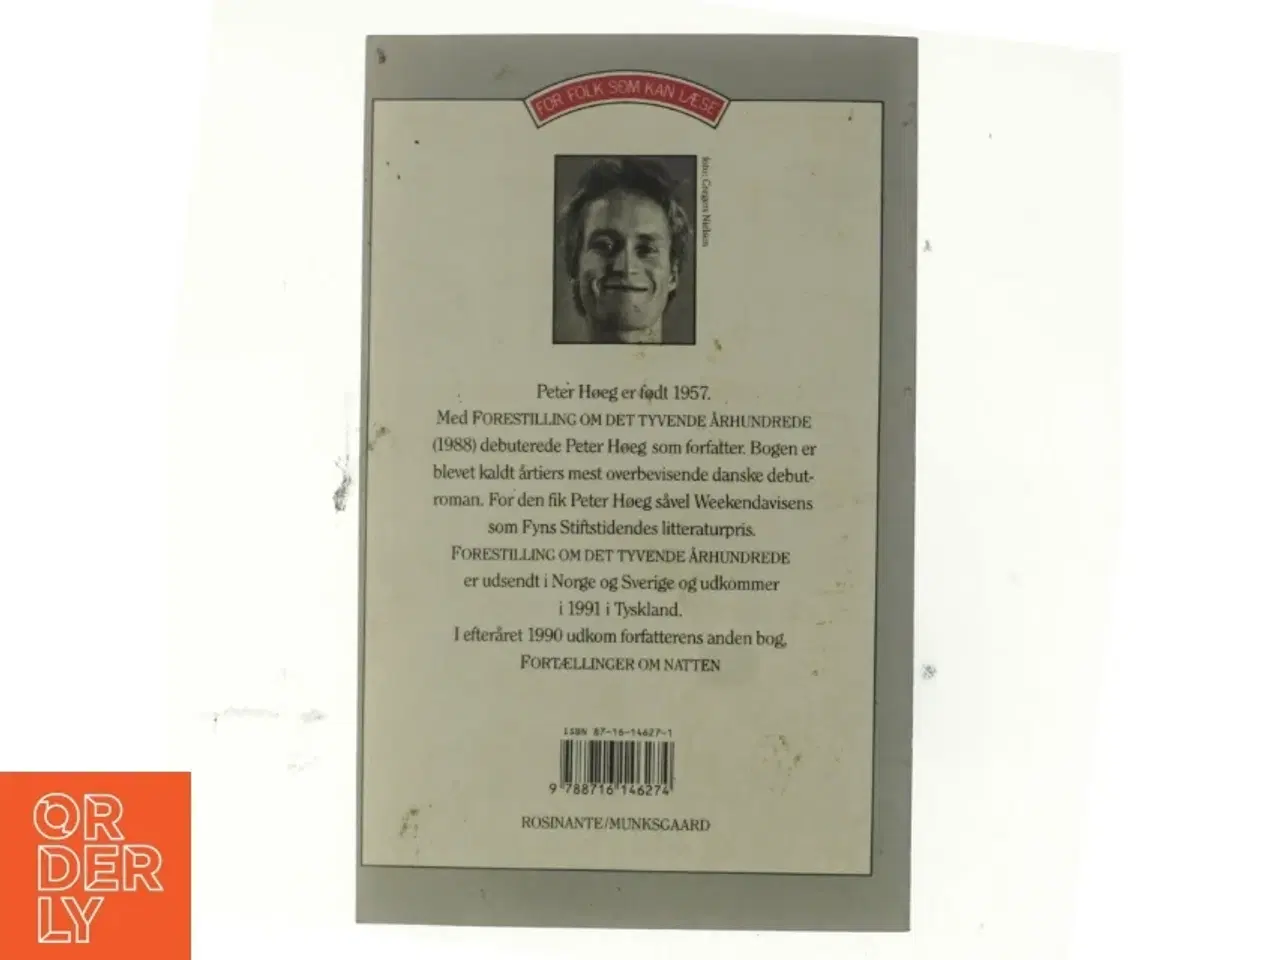 FOR FOLK SOM KAN LÆSE
foto: Gregers Nielsen
Peter Høeg er født 1957.
Med FORESTILLING OM DET TYVENDE ÅRHUNDREDE
(1988) debuterede Peter Høeg som forfatter. Bogen er
blevet kaldt årtiers mest overbevisende danske debut-
roman. For den fik Peter Høeg såvel Weekendavisens
som Fyns Stiftstidendes litteraturpris.
FORESTILLING OM DET TYVENDE ÅRHUNDREDE
er udsendt i Norge og Sverige og udkommer
i 1991 i Tyskland.
I efteråret 1990 udkom forfatterens anden bog,
FORTÆLLINGER OM NATTEN
ISBN 87-16-14627-1
9 788716 146274
ROSINANTE/MUNKSGAARD
OR
DER
LY